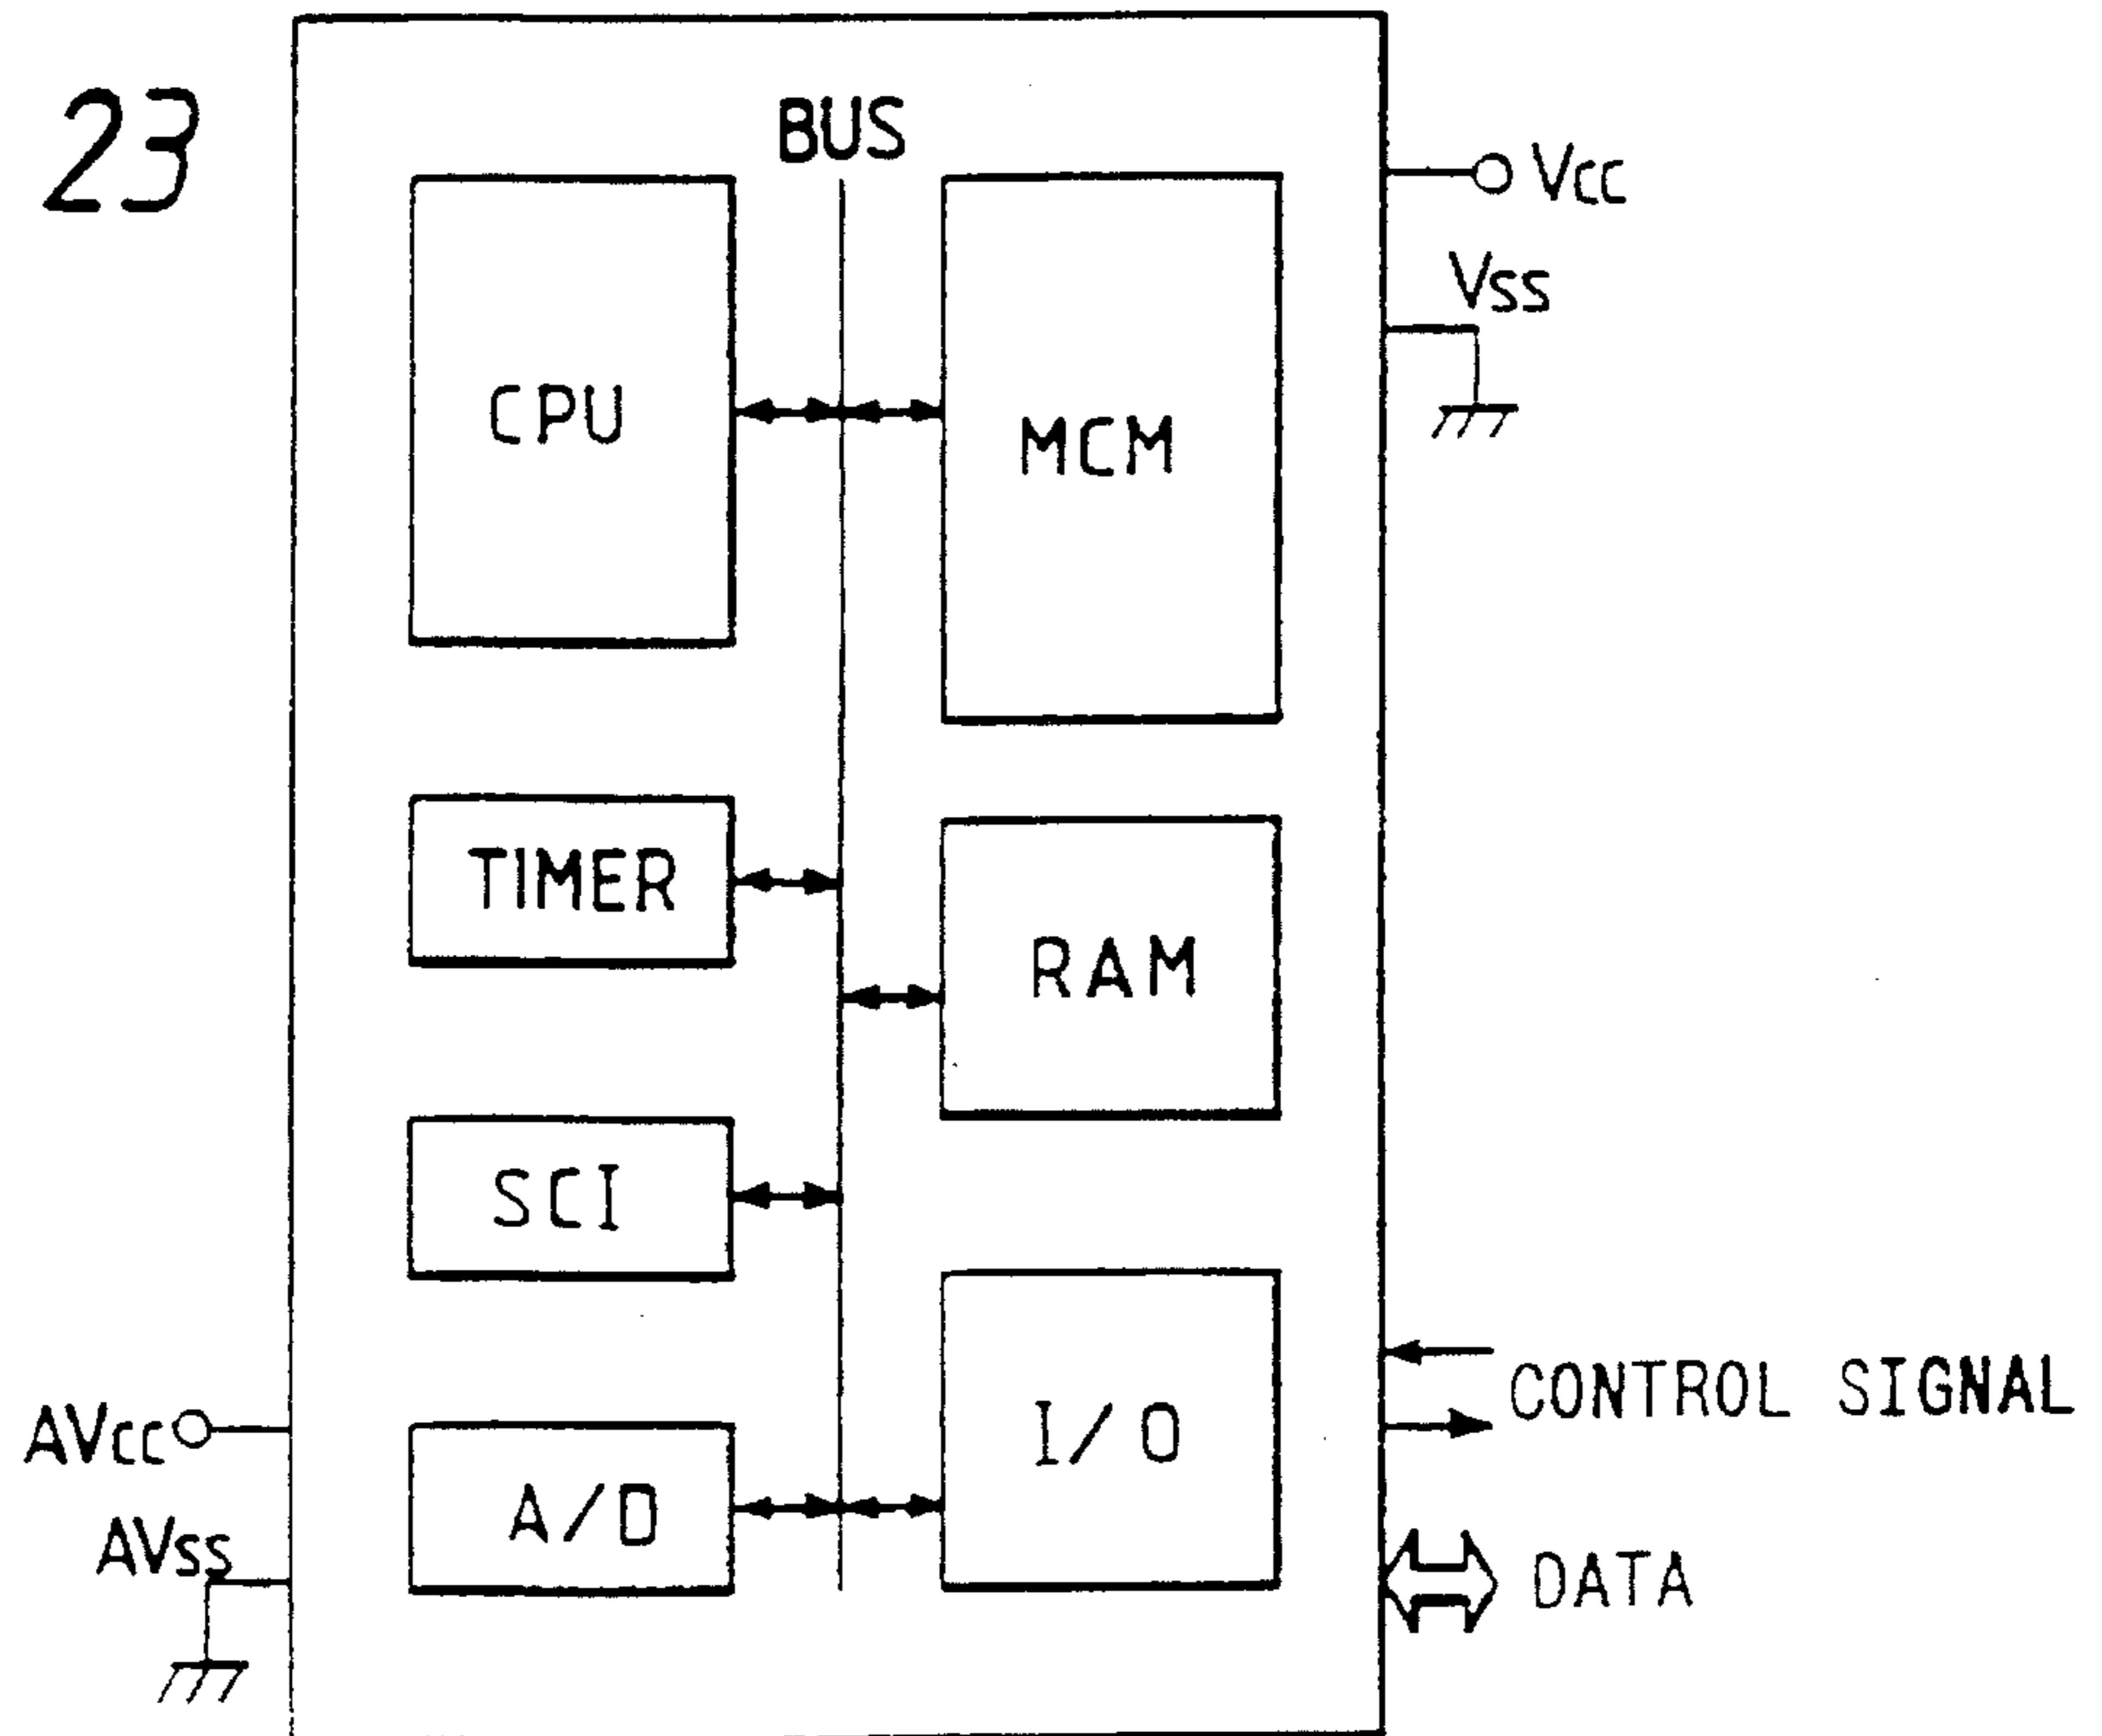 23
BUS
Vcc
Vss
CPU
MCM
TIMER
RAM
SCI
I/O
CONTROL SIGNAL
AVcc
A/D
AVss
DATA